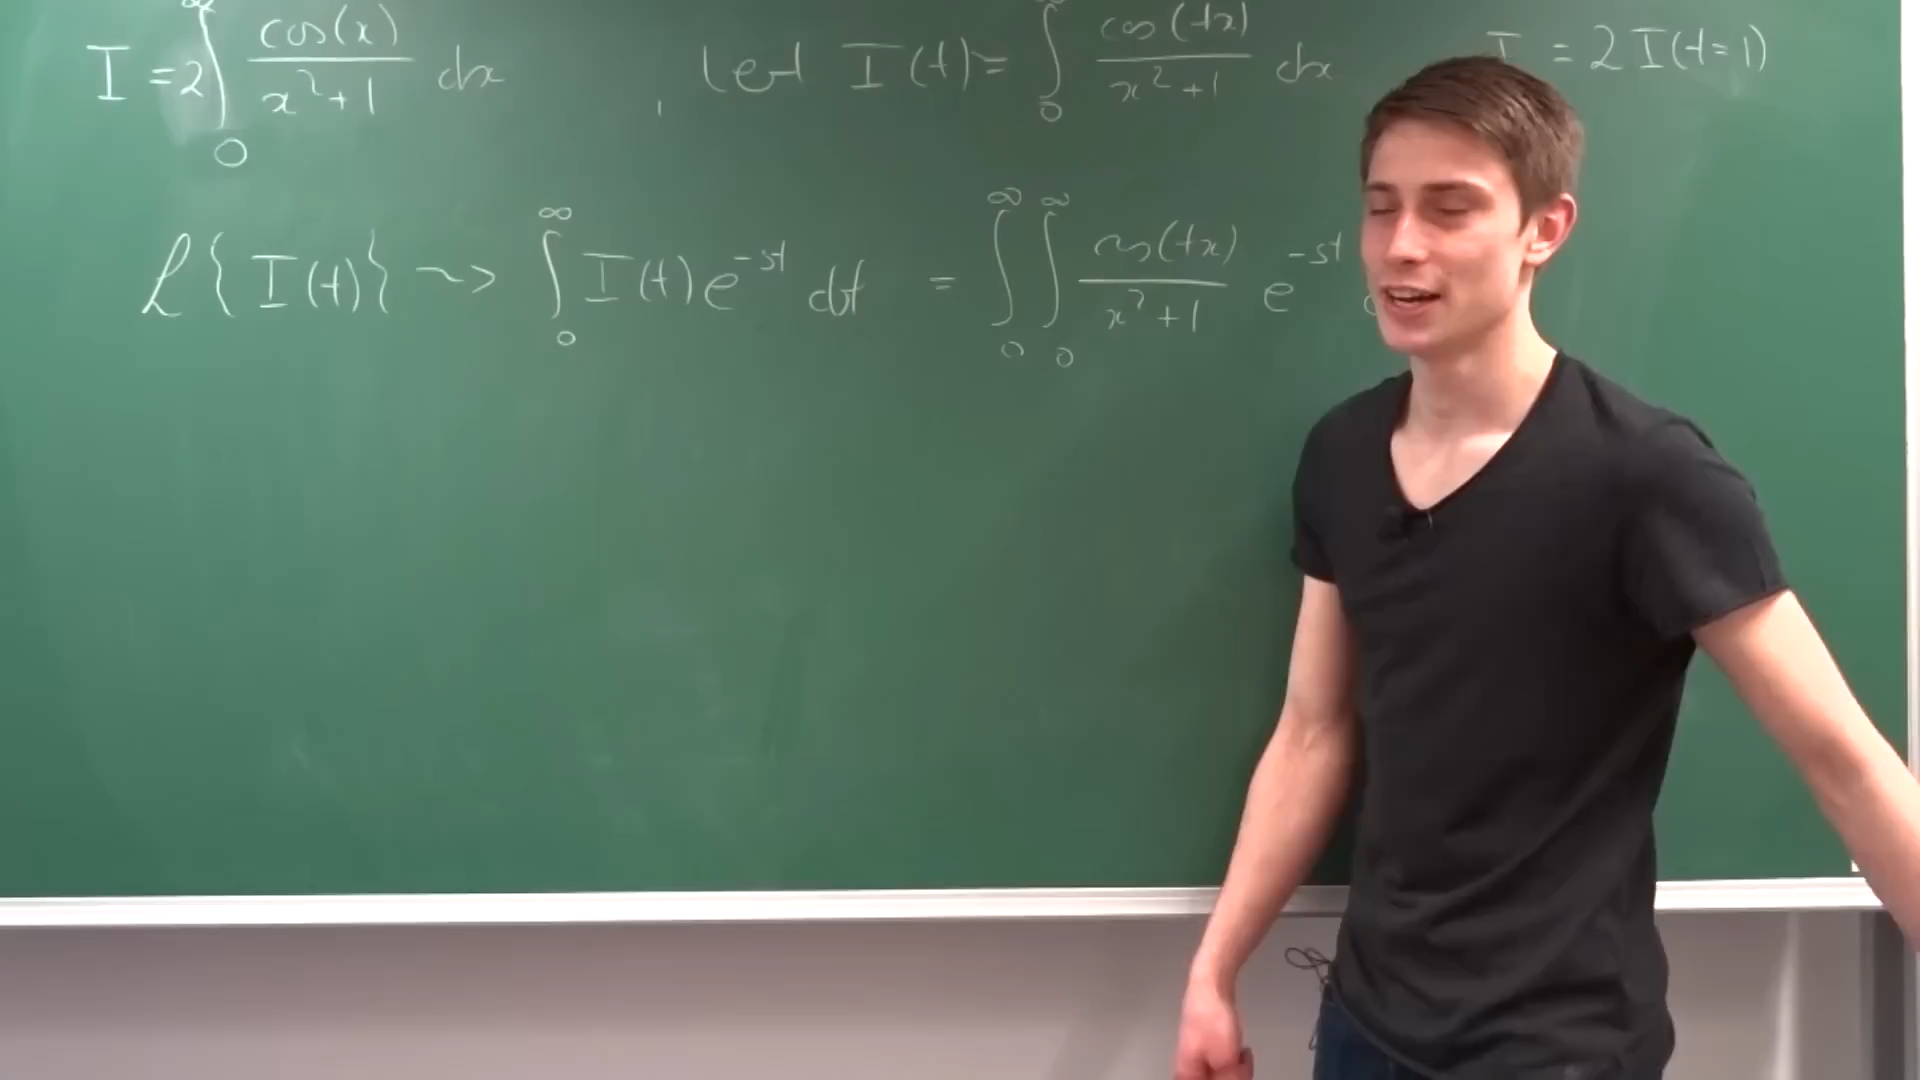 I = 2 ∫₀^∞ cos(x)/(x²+1) dx , let I(t) = ∫₀^∞ cos(tx)/(x²+1) dx I = 2 I(t=1)
ℒ{I(t)} ~> ∫₀^∞ I(t) e^{-st} dt = ∫₀^∞ ∫₀^∞ cos(tx)/(x²+1) e^{-st}